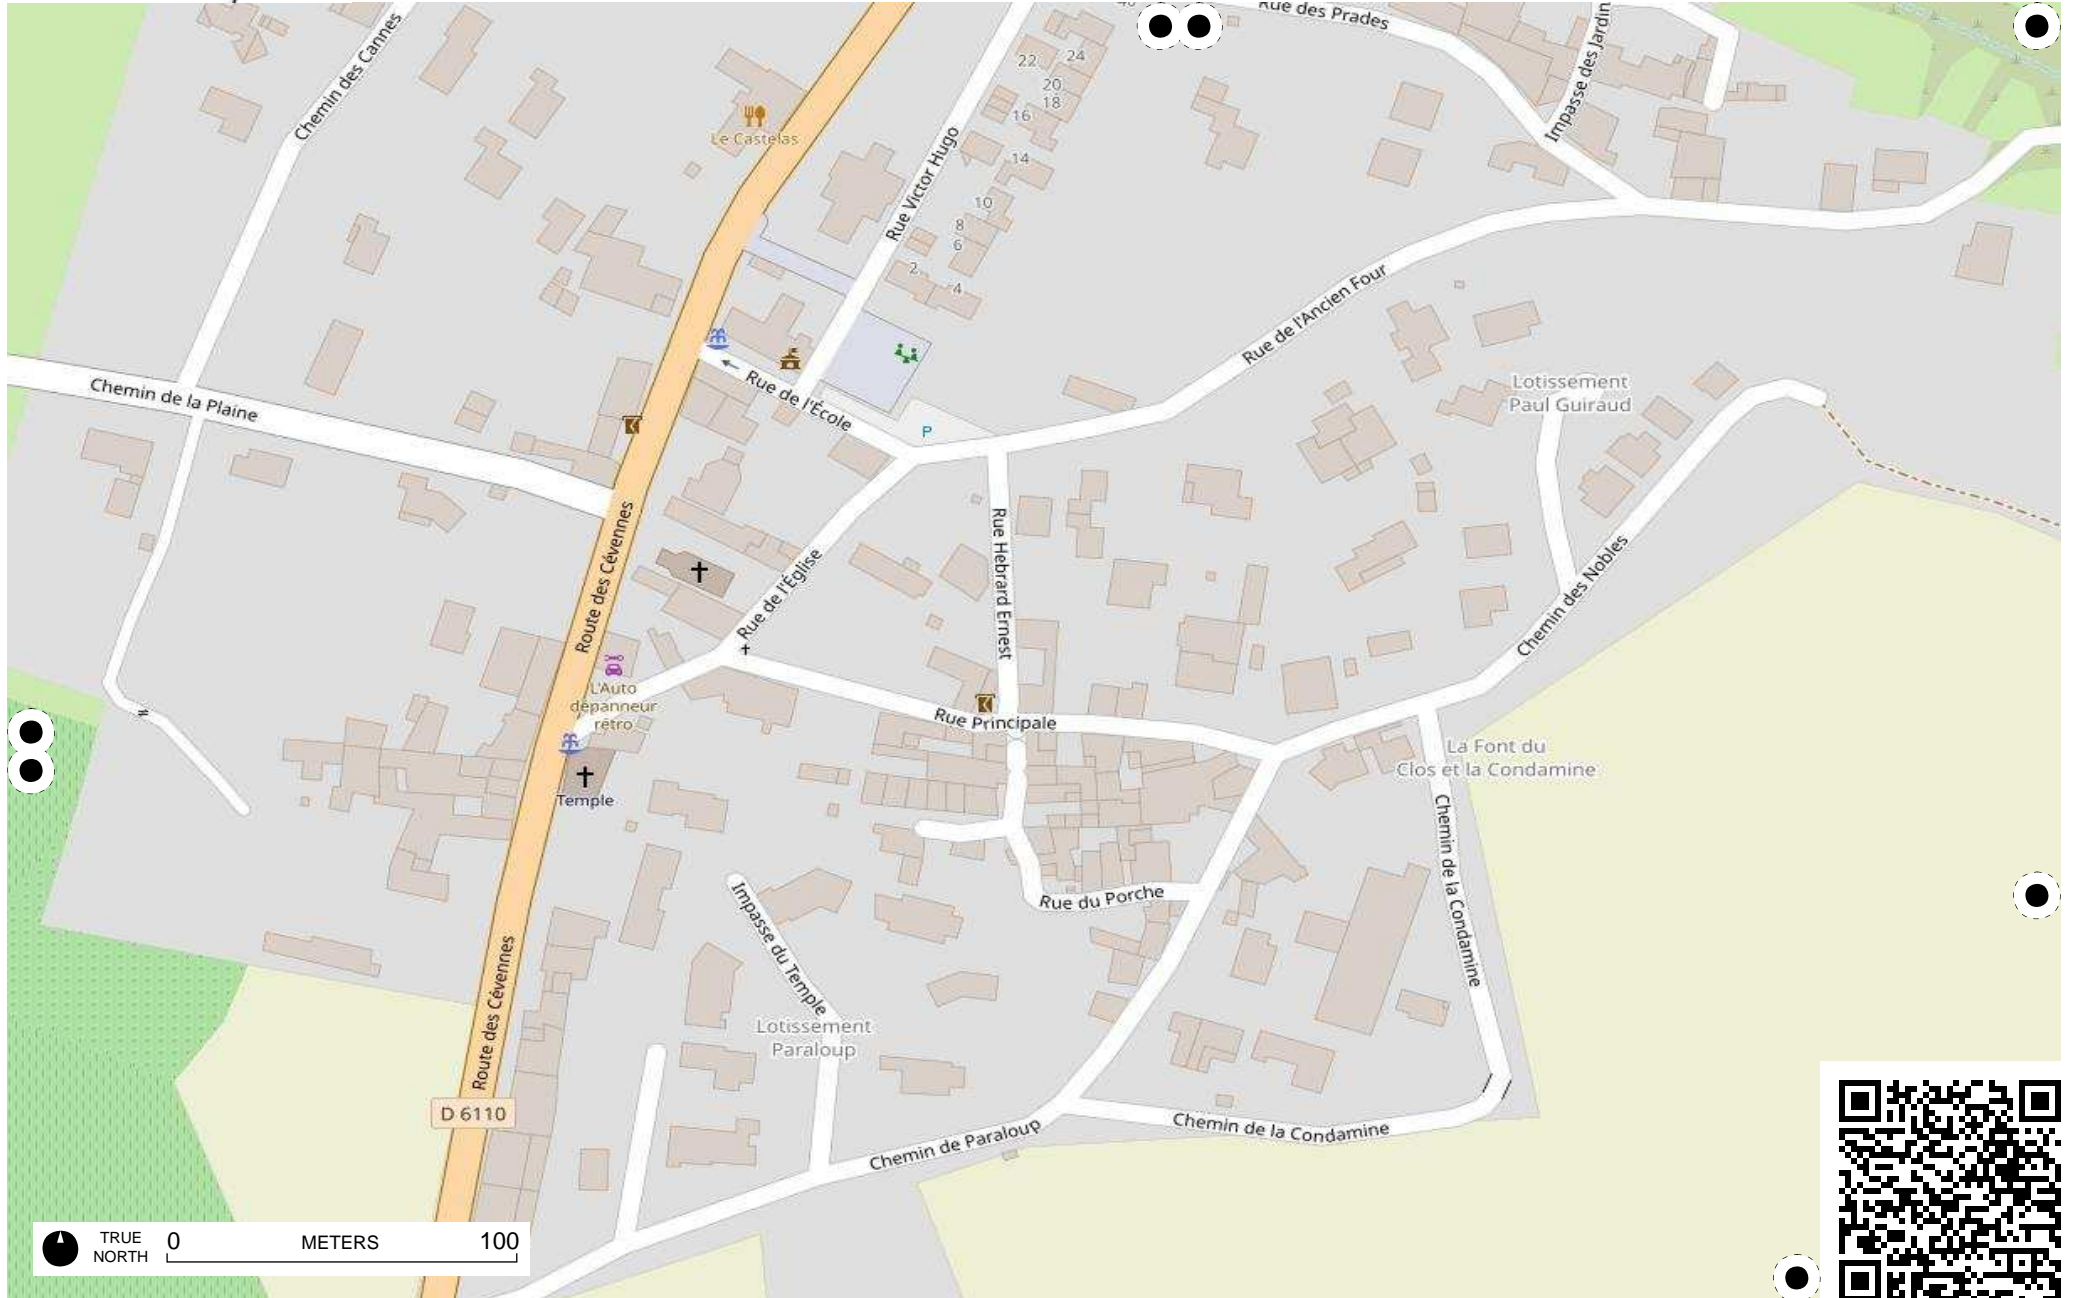 Rue des Prades
Chemin des Cannes
Impasse des Jardin
22
24
20
18
16
Le Castelas
Rue Victor Hugo
14
10
8
6
2
4
Rue de l'Ancien Four
Chemin de la Plaine
Rue de l'École
P
Lotissement
Paul Guiraud
Route des Cévennes
Rue de l'Église
Rue Hebrard Ernest
Chemin des Nobles
L'Auto
dépanneur
rétro
Rue Principale
La Font du
Clos et la Condamine
Temple
Chemin de la Condamine
Impasse du Temple
Rue du Porche
Route des Cévennes
Lotissement
Paraloup
D 6110
Chemin de Paraloup
Chemin de la Condamine
TRUE
NORTH
0
METERS
100